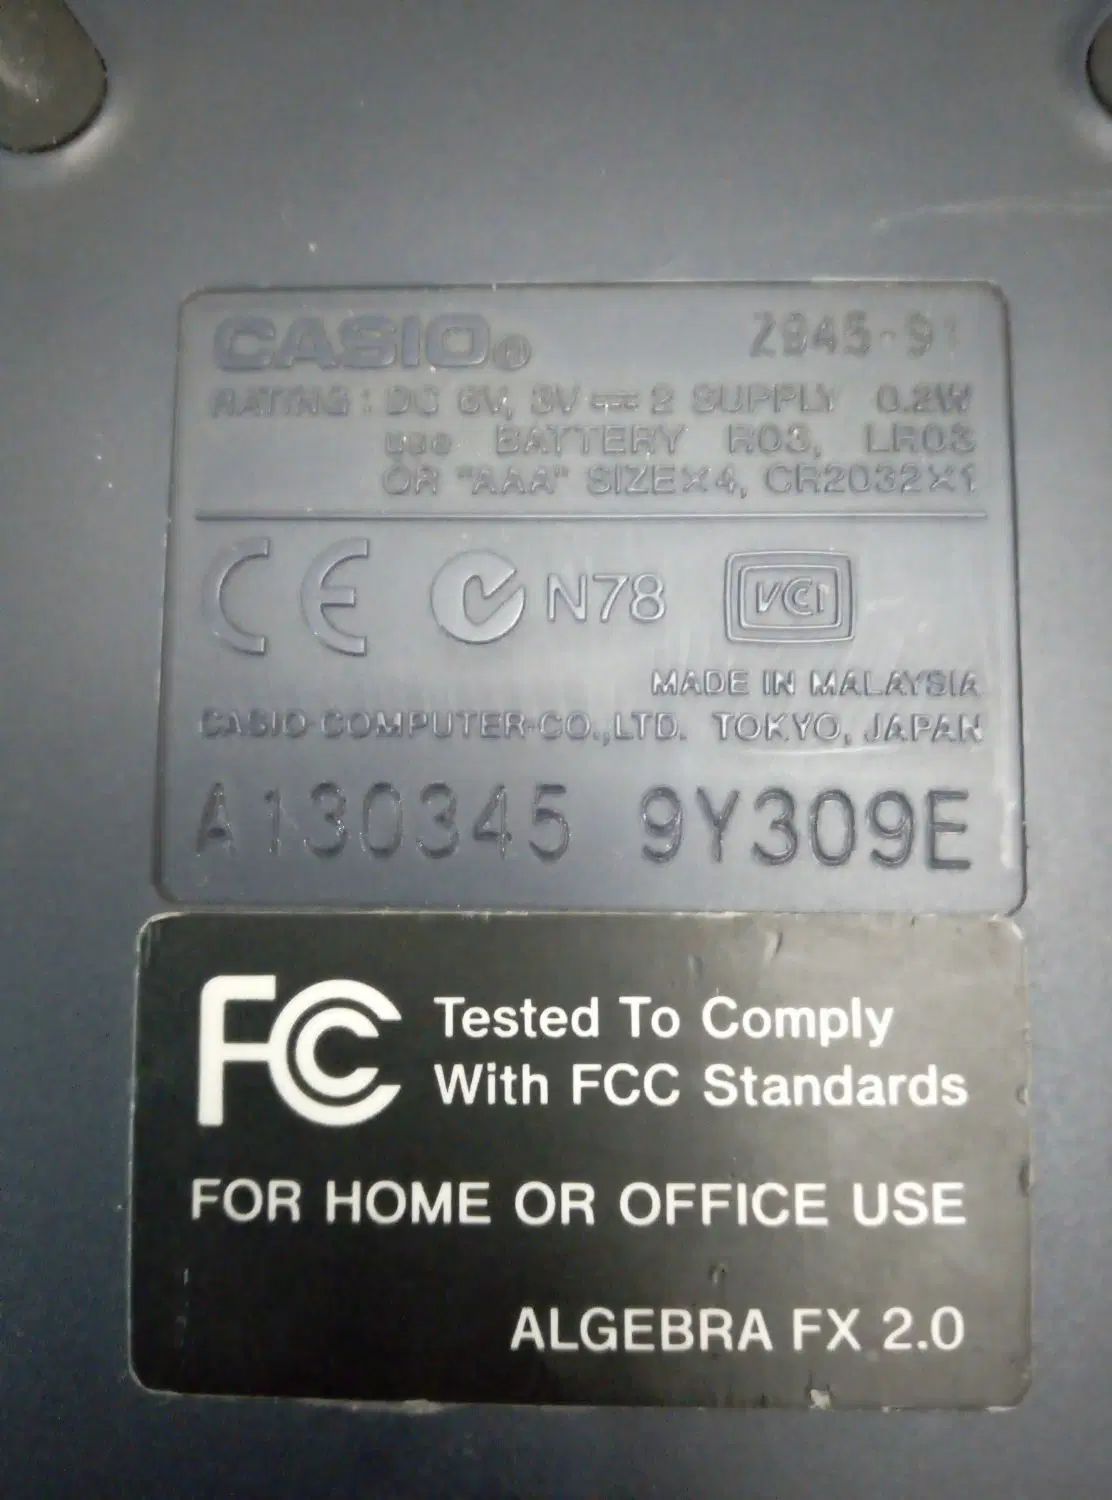 CASIO® Z945-91
RATING : DC 6V, 3V ⎓ 2 SUPPLY 0.2W
use BATTERY R03, LR03
OR "AAA" SIZE×4, CR2032×1
CE N78 VCI
MADE IN MALAYSIA
CASIO COMPUTER CO.,LTD. TOKYO, JAPAN
A130345 9Y309E
FC Tested To Comply
With FCC Standards
FOR HOME OR OFFICE USE
ALGEBRA FX 2.0